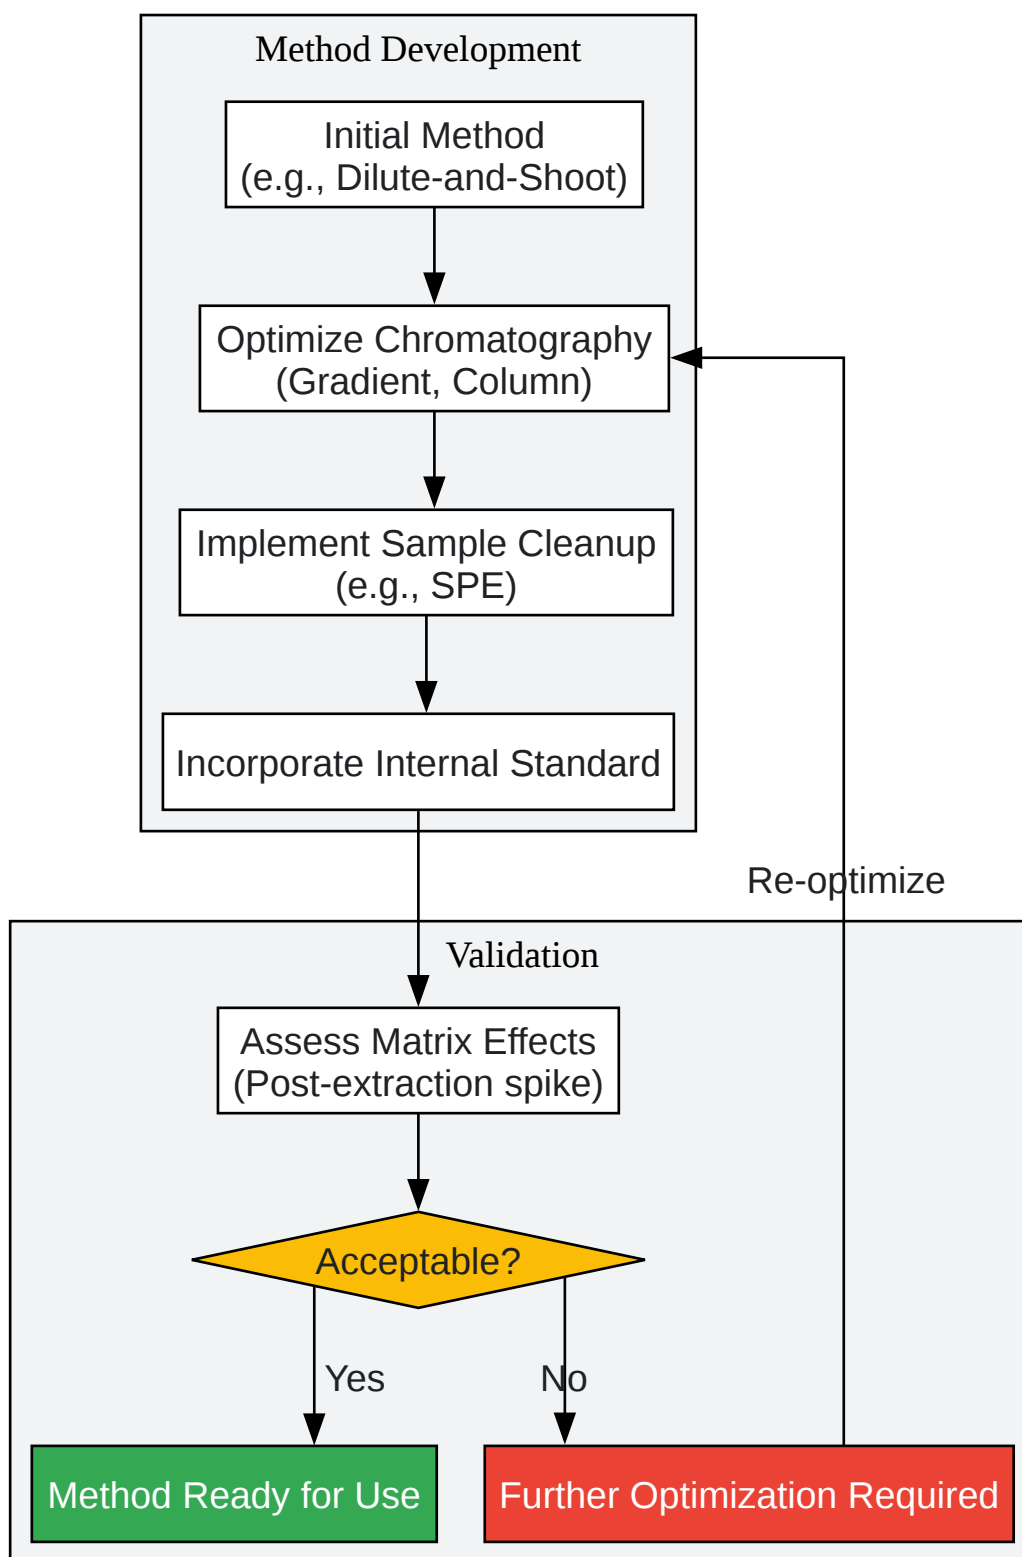 Method Development
Initial Method
(e.g., Dilute-and-Shoot)
Optimize Chromatography
(Gradient, Column)
Implement Sample Cleanup
(e.g., SPE)
Incorporate Internal Standard
Re-optimize
Validation
Assess Matrix Effects
(Post-extraction spike)
Acceptable?
Yes
No
Method Ready for Use
Further Optimization Required